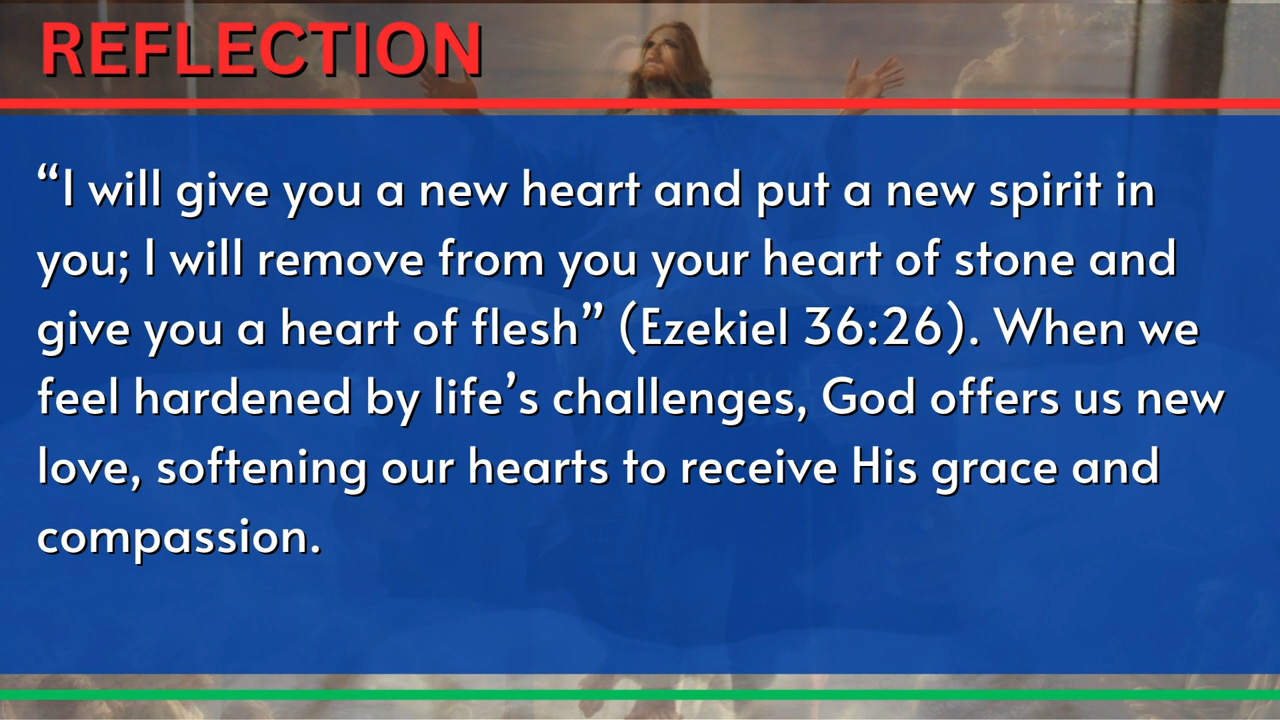 REFLECTION
“I will give you a new heart and put a new spirit in
you; I will remove from you your heart of stone and
give you a heart of flesh” (Ezekiel 36:26). When we
feel hardened by life’s challenges, God offers us new
love, softening our hearts to receive His grace and
compassion.